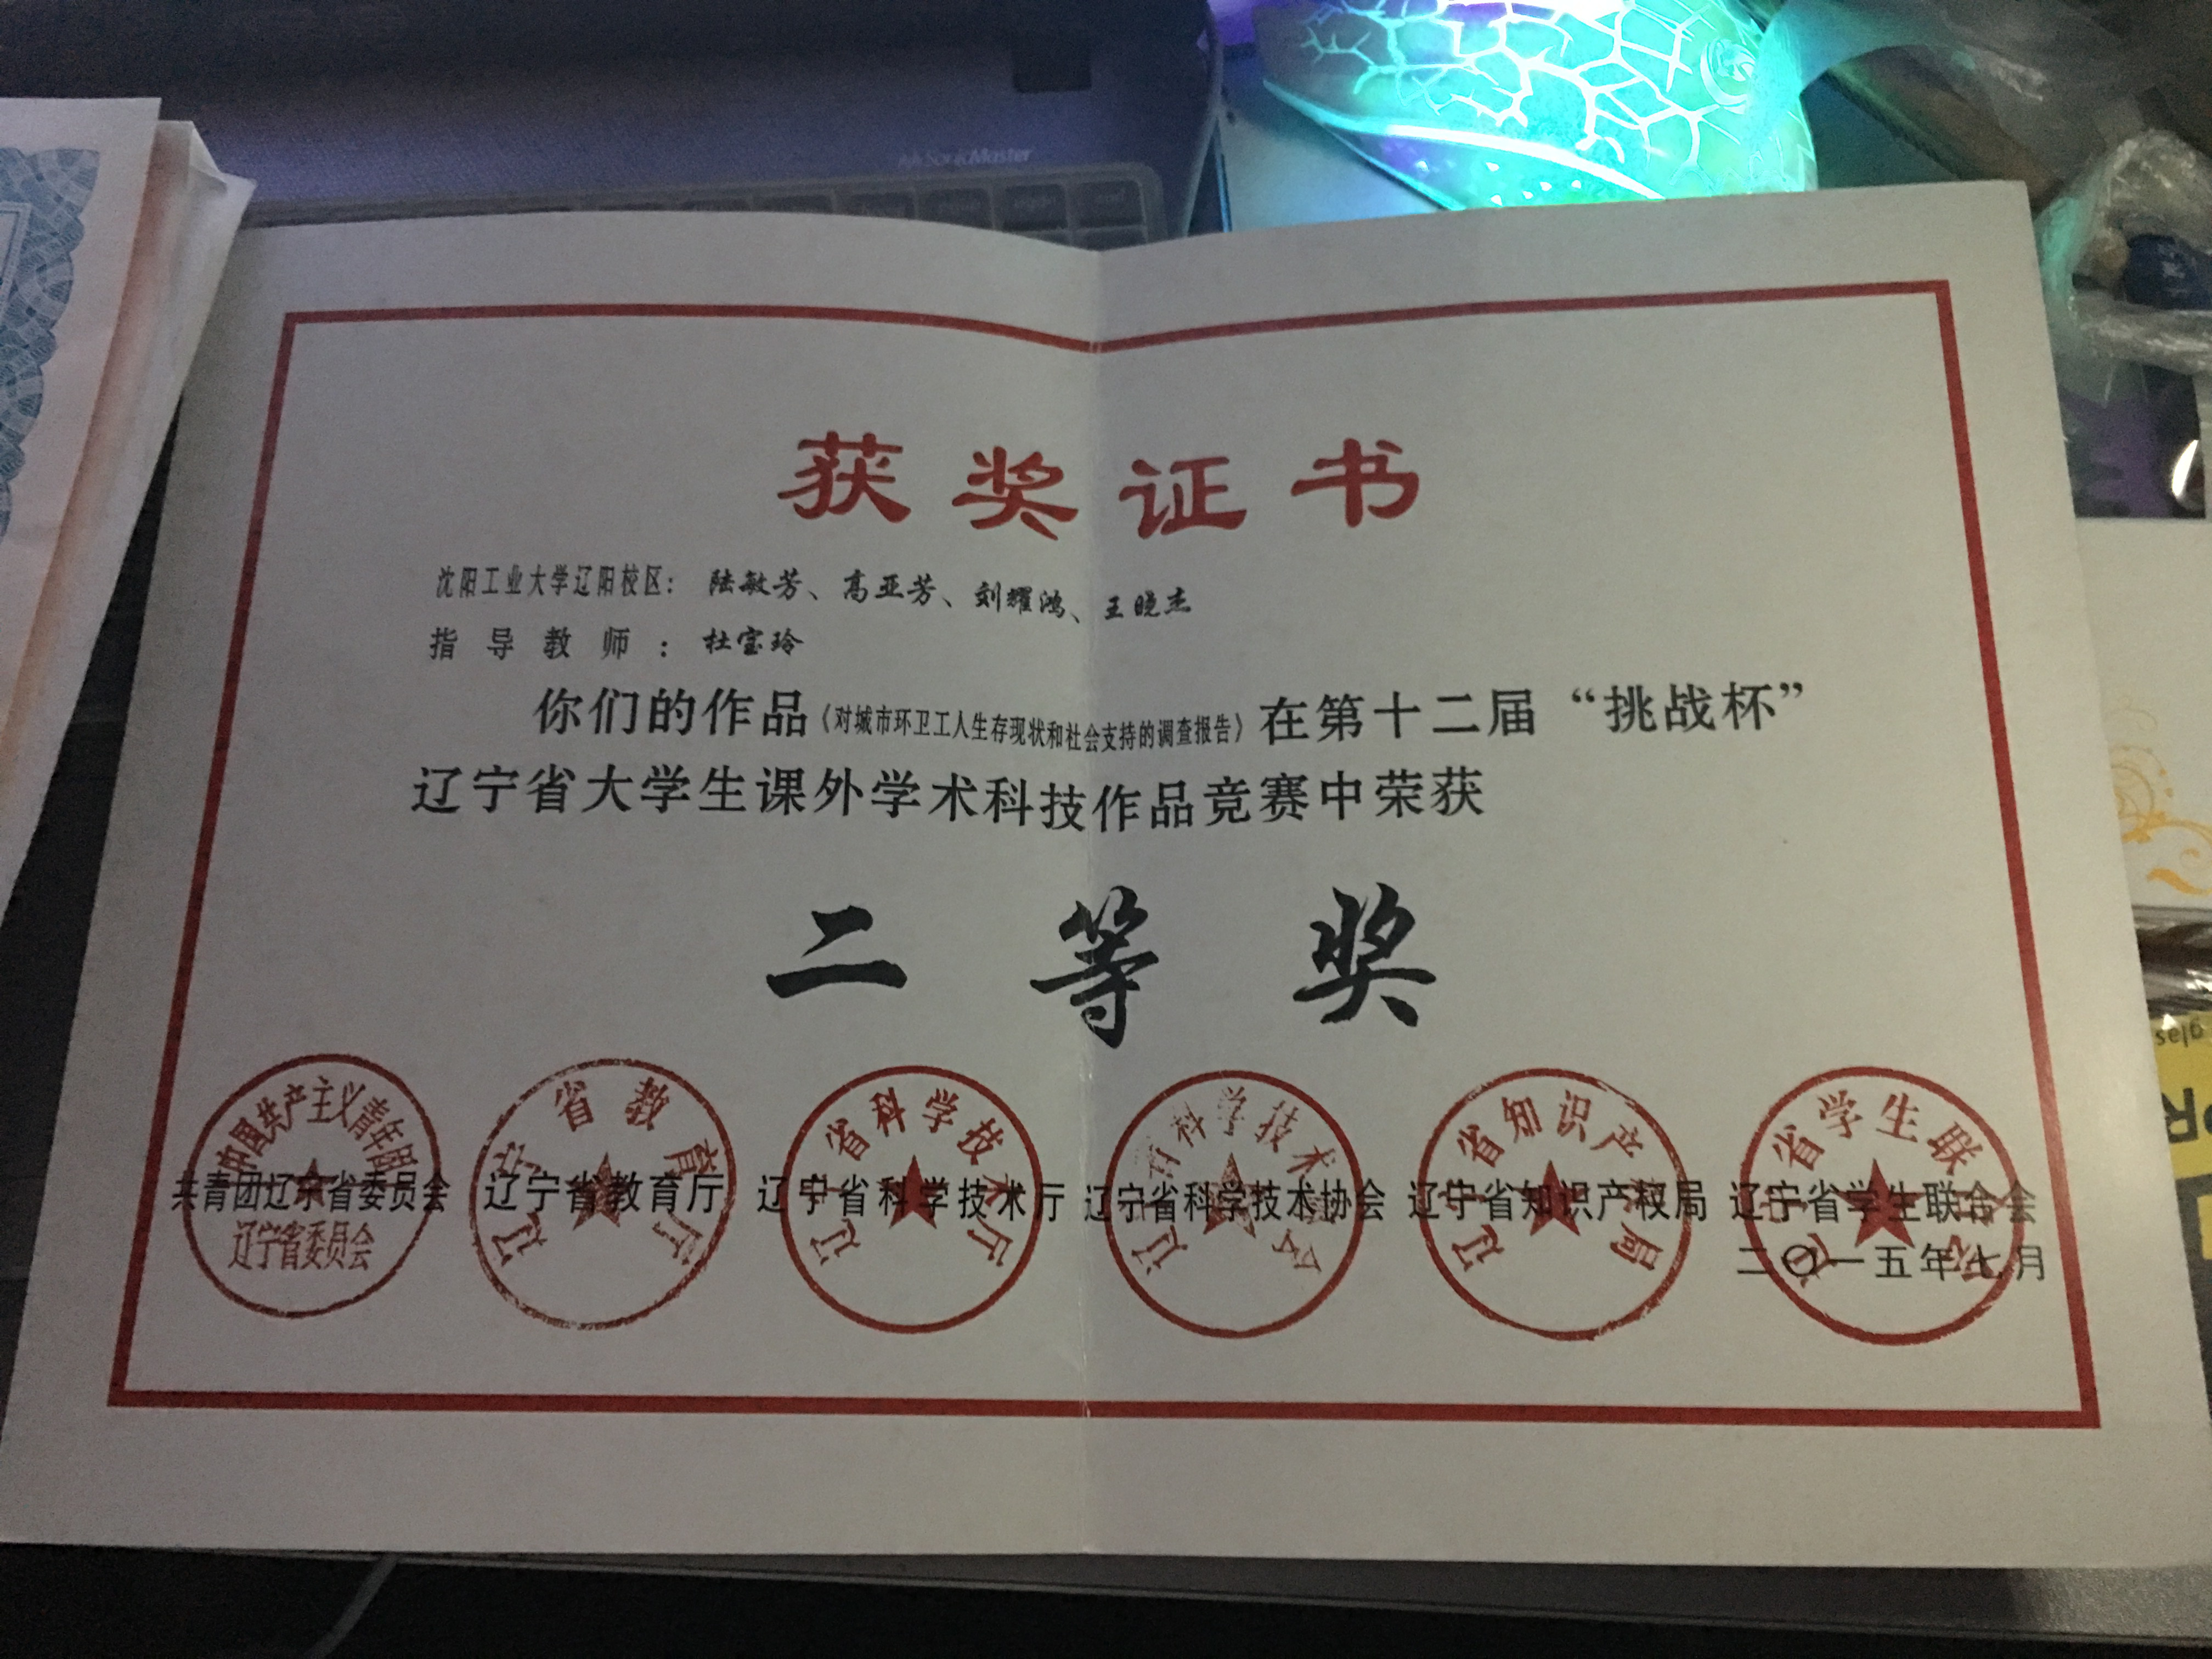 SonicMaster
获奖证书
沈阳工业大学辽阳校区：陆敏芳、高亚芳、刘耀鸿、王晓杰
指导教师：杜宝玲
你们的作品《对城市环卫工人生存现状和社会支持的调查报告》在第十二届“挑战杯”
辽宁省大学生课外学术科技作品竞赛中荣获
二等奖
中国共产主义青年团
辽宁省委员会
辽宁省教育厅
辽宁省科学技术厅
辽宁省科学技术协会
辽宁省知识产权局
辽宁省学生联合会
共青团辽宁省委员会 辽宁省教育厅 辽宁省科学技术厅 辽宁省科学技术协会 辽宁省知识产权局 辽宁省学生联合会
二〇一五年七月
glas